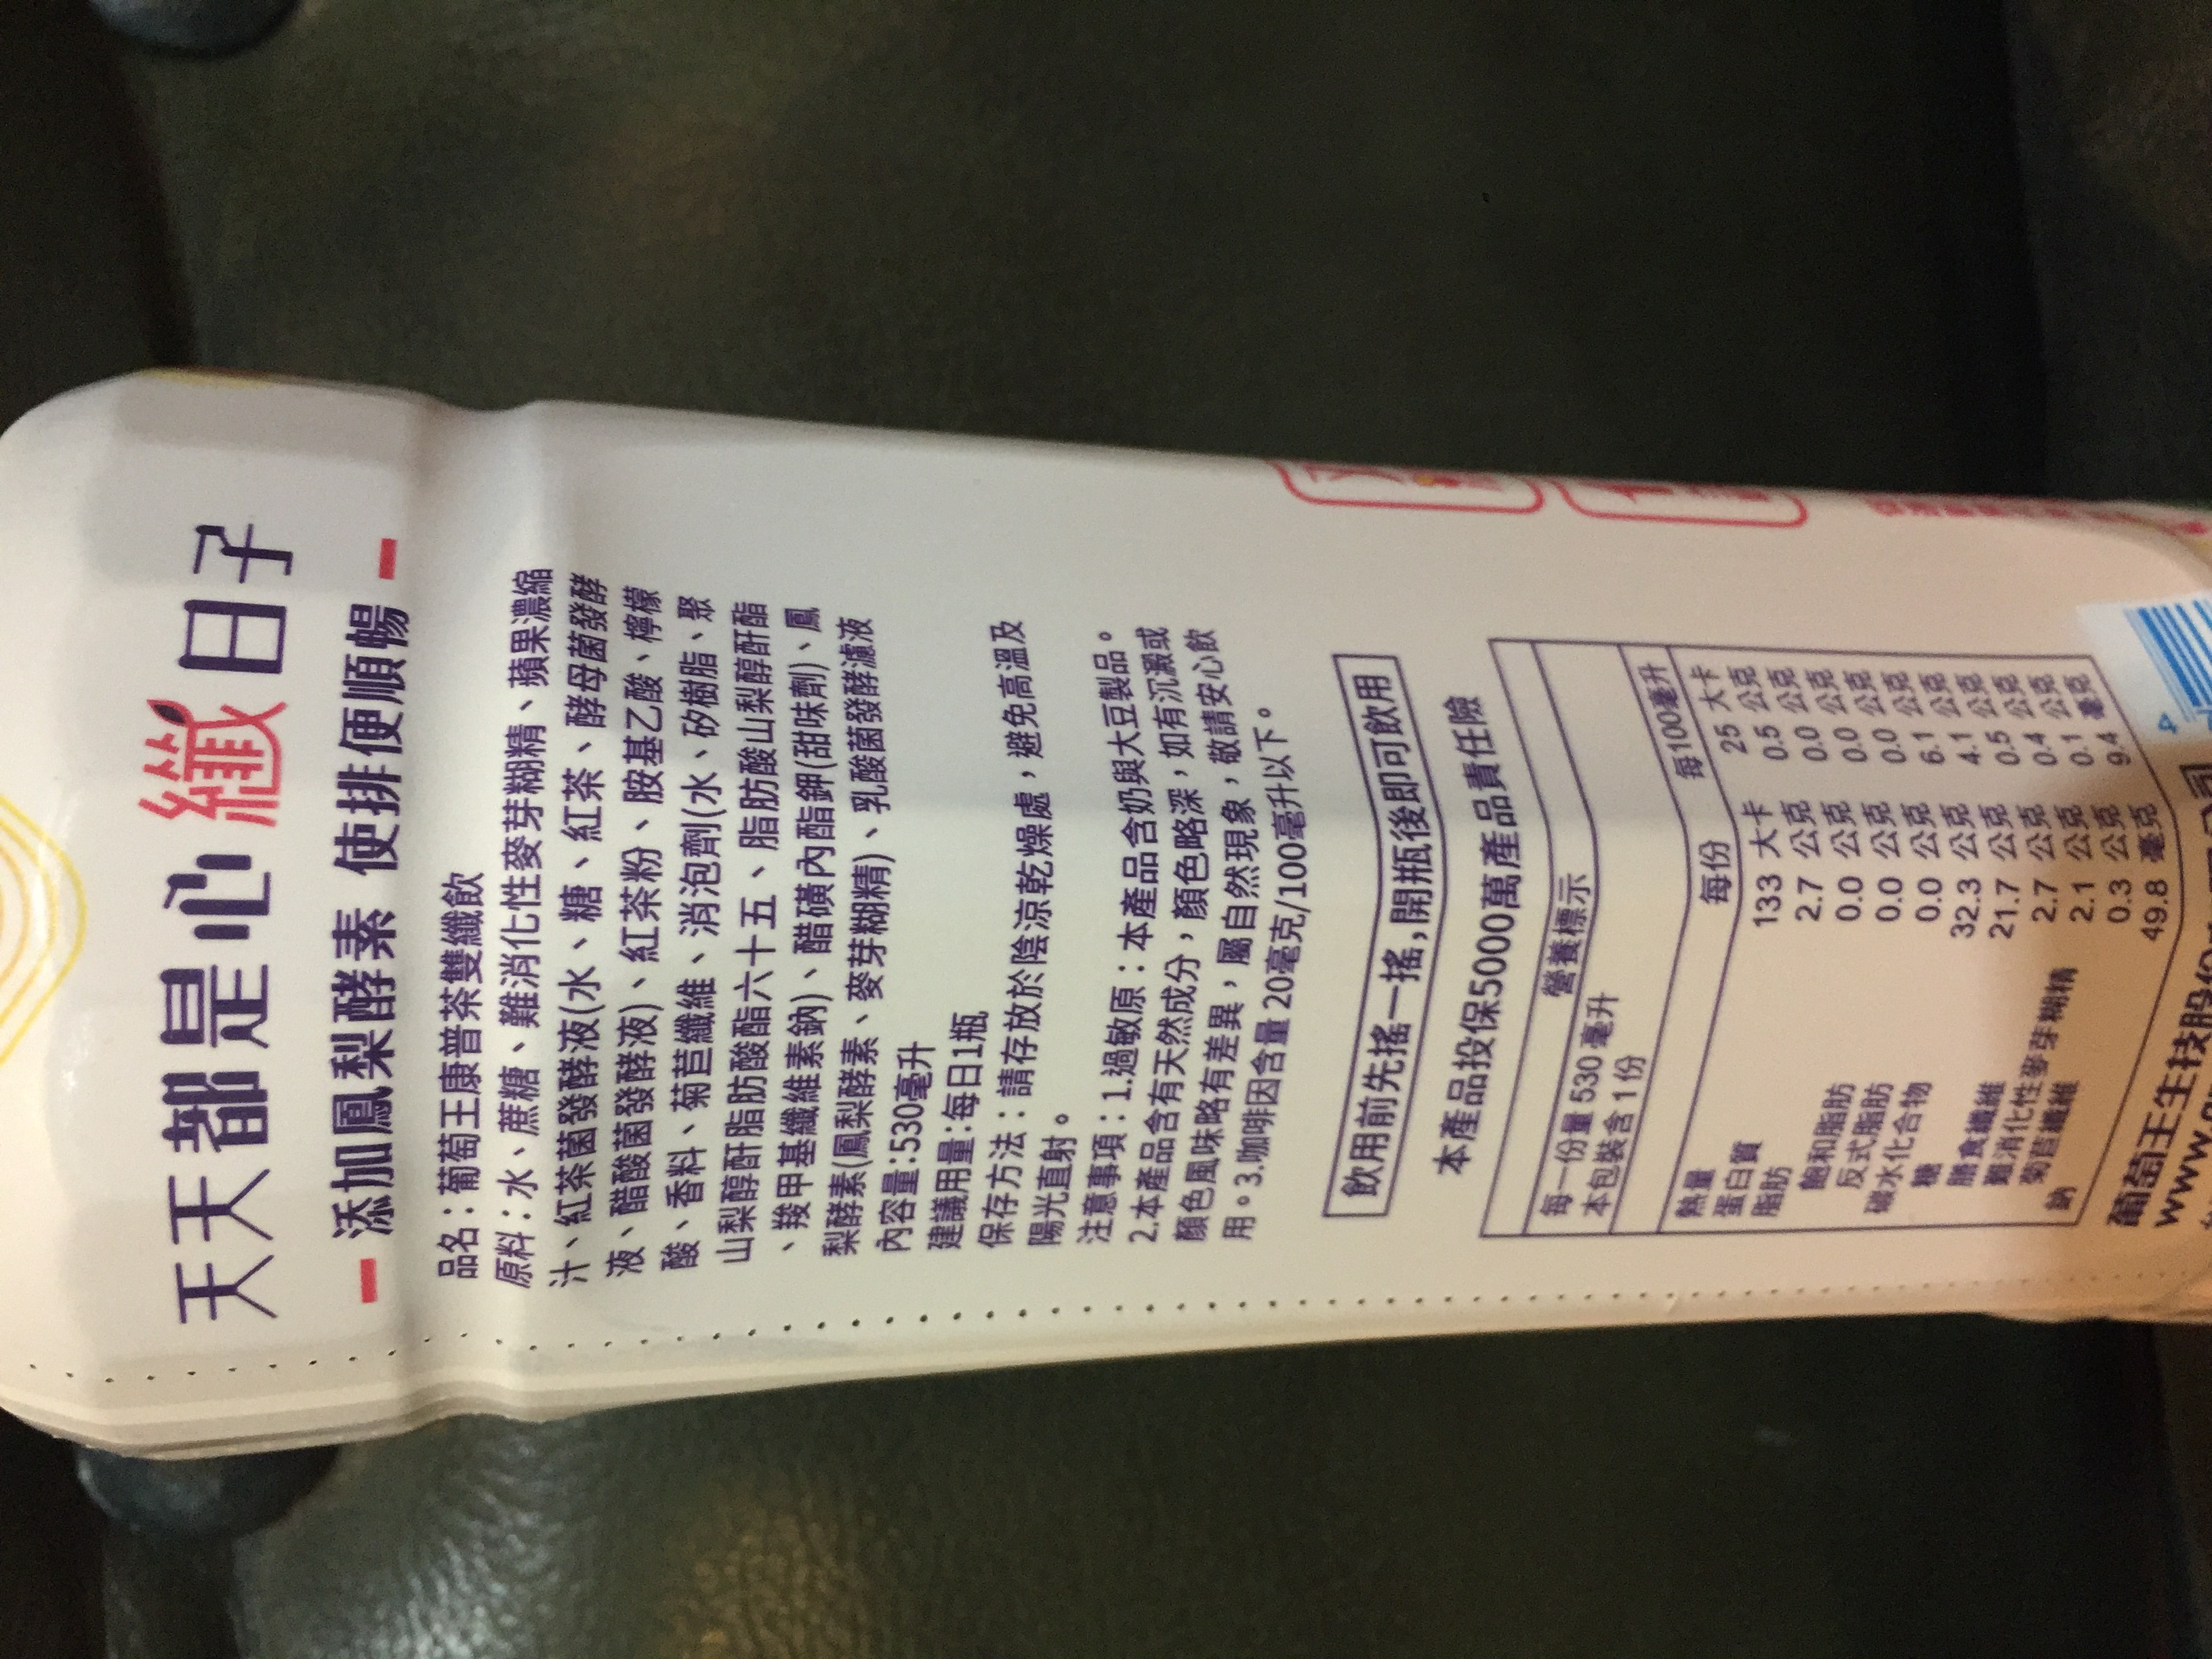 天天都是心纖日子
添加鳳梨酵素 使排便順暢
品名：葡萄王康普茶雙纖飲
原料：水、蔗糖、難消化性麥芽糊精、蘋果濃縮
汁、紅茶菌發酵液(水、糖、紅茶、酵母菌發酵
液、醋酸菌發酵液)、紅茶粉、胺基乙酸、檸檬
酸、香料、菊苣纖維、消泡劑(水、矽樹脂、聚
山梨醇酐脂肪酸酯六十五、脂肪酸山梨醇酐酯
、羧甲基纖維素鈉)、醋磺內酯鉀(甜味劑)、鳳
梨酵素(鳳梨酵素、麥芽糊精)、乳酸菌發酵濾液
內容量:530毫升
建議用量:每日1瓶
保存方法：請存放於陰涼乾燥處，避免高溫及
陽光直射。
注意事項：1.過敏原：本產品含奶與大豆製品。
2.本產品含有天然成分，顏色略深，如有沉澱或
顏色風味略有差異，屬自然現象，敬請安心飲
用。3.咖啡因含量 20毫克/100毫升以下。
飲用前先搖一搖,開瓶後即可飲用
本產品投保5000萬產品責任險
營養標示
每一份量 530 毫升
本包裝含 1 份
每份 每100毫升
熱量 133 大卡 25 大卡
蛋白質 2.7 公克 0.5 公克
脂肪 0.0 公克 0.0 公克
飽和脂肪 0.0 公克 0.0 公克
反式脂肪 0.0 公克 0.0 公克
碳水化合物 32.3 公克 6.1 公克
糖 21.7 公克 4.1 公克
膳食纖維 2.7 公克 0.5 公克
難消化性麥芽糊精 2.1 公克 0.4 公克
菊苣纖維 0.3 公克 0.1 公克
鈉 49.8 毫克 9.4 毫克
葡萄王生技股份
www.
4